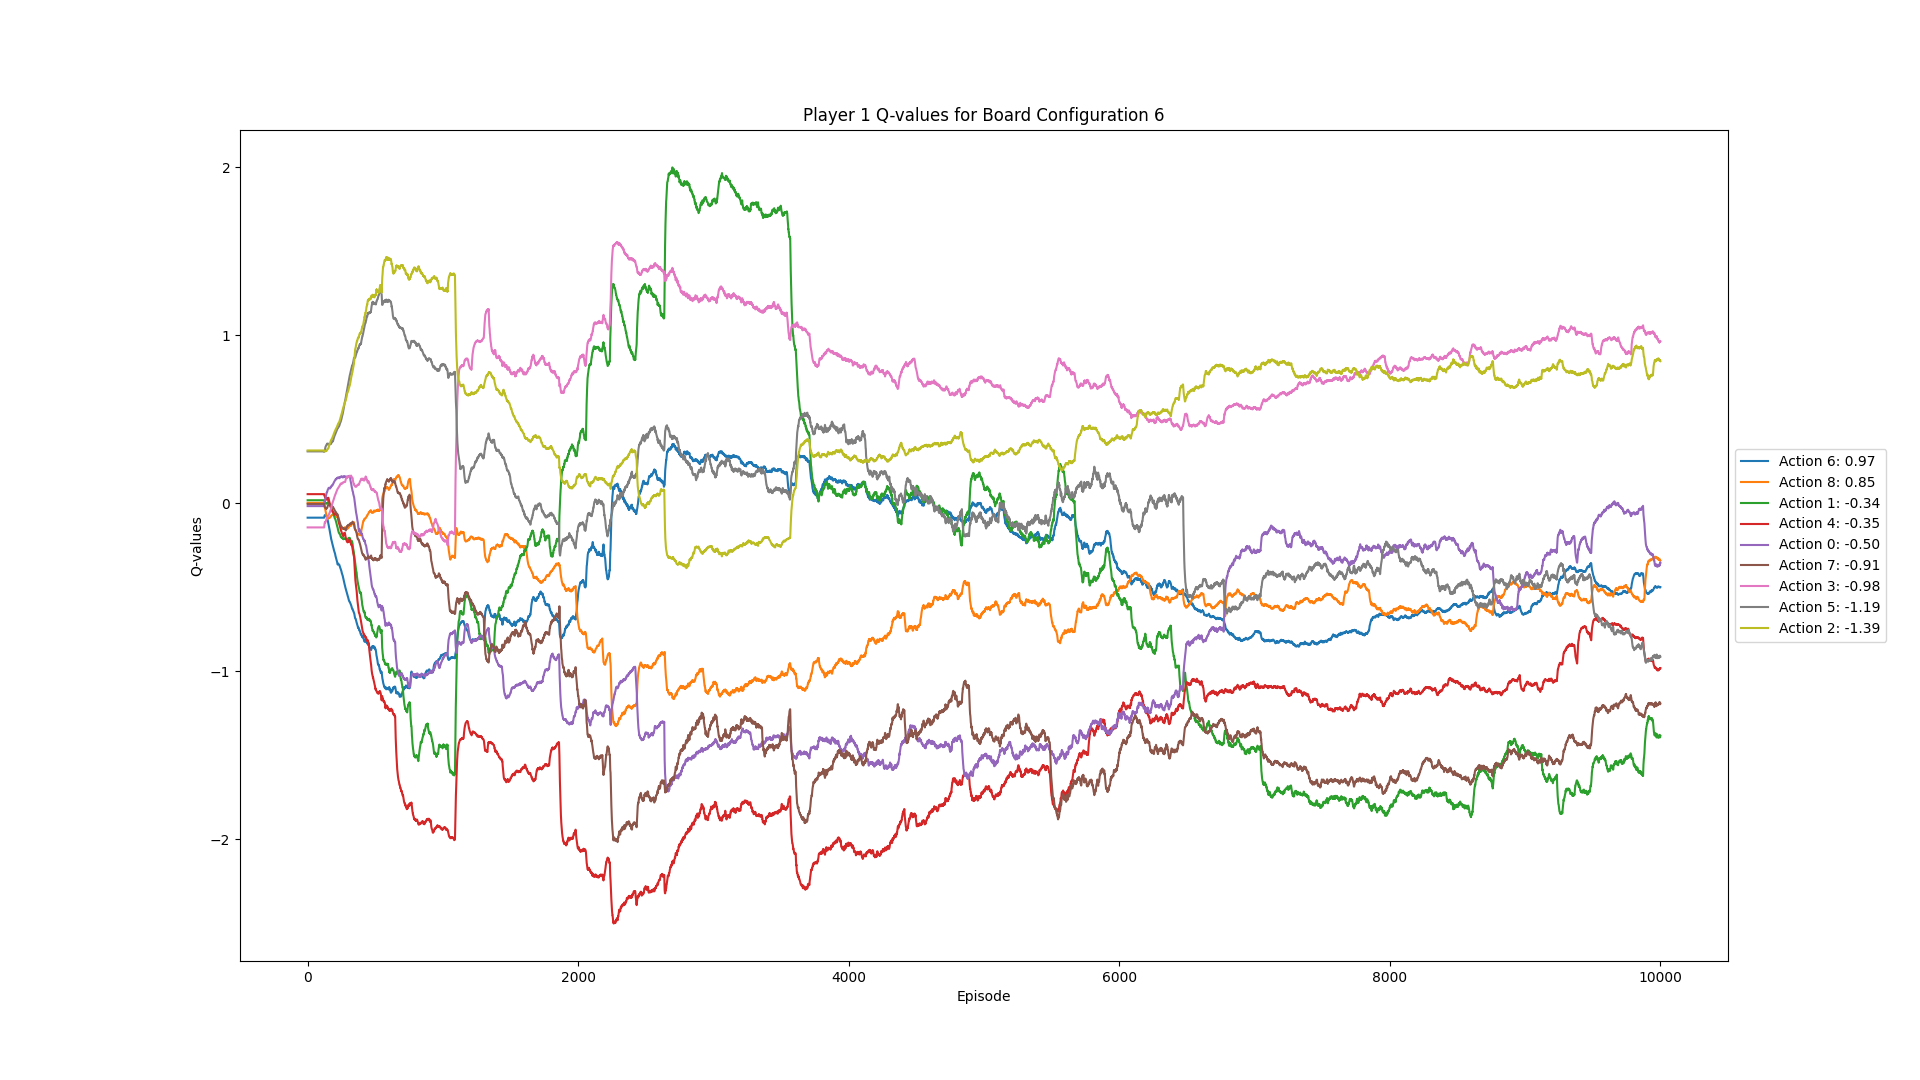 Player 1 Q-values for Board Configuration 6
2
1
0
−1
−2
Q-values
0
2000
4000
6000
8000
10000
Episode
Action 6: 0.97
Action 8: 0.85
Action 1: -0.34
Action 4: -0.35
Action 0: -0.50
Action 7: -0.91
Action 3: -0.98
Action 5: -1.19
Action 2: -1.39